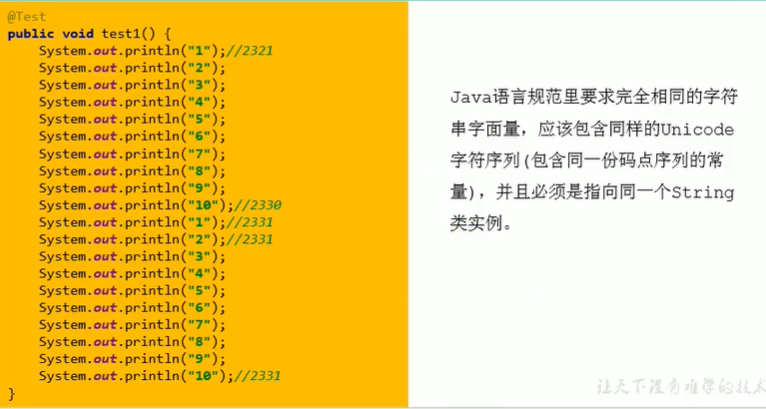 @Test
public void test1() {
System.out.println("1");//2321
System.out.println("2");
System.out.println("3");
System.out.println("4");
System.out.println("5");
System.out.println("6");
System.out.println("7");
System.out.println("8");
System.out.println("9");
System.out.println("10");//2330
System.out.println("1");//2331
System.out.println("2");//2331
System.out.println("3");
System.out.println("4");
System.out.println("5");
System.out.println("6");
System.out.println("7");
System.out.println("8");
System.out.println("9");
System.out.println("10");//2331
}
Java语言规范里要求完全相同的字符
串字面量，应该包含同样的Unicode
字符序列(包含同一份码点序列的常
量)，并且必须是指向同一个String
类实例。
让天下没有难学的技术